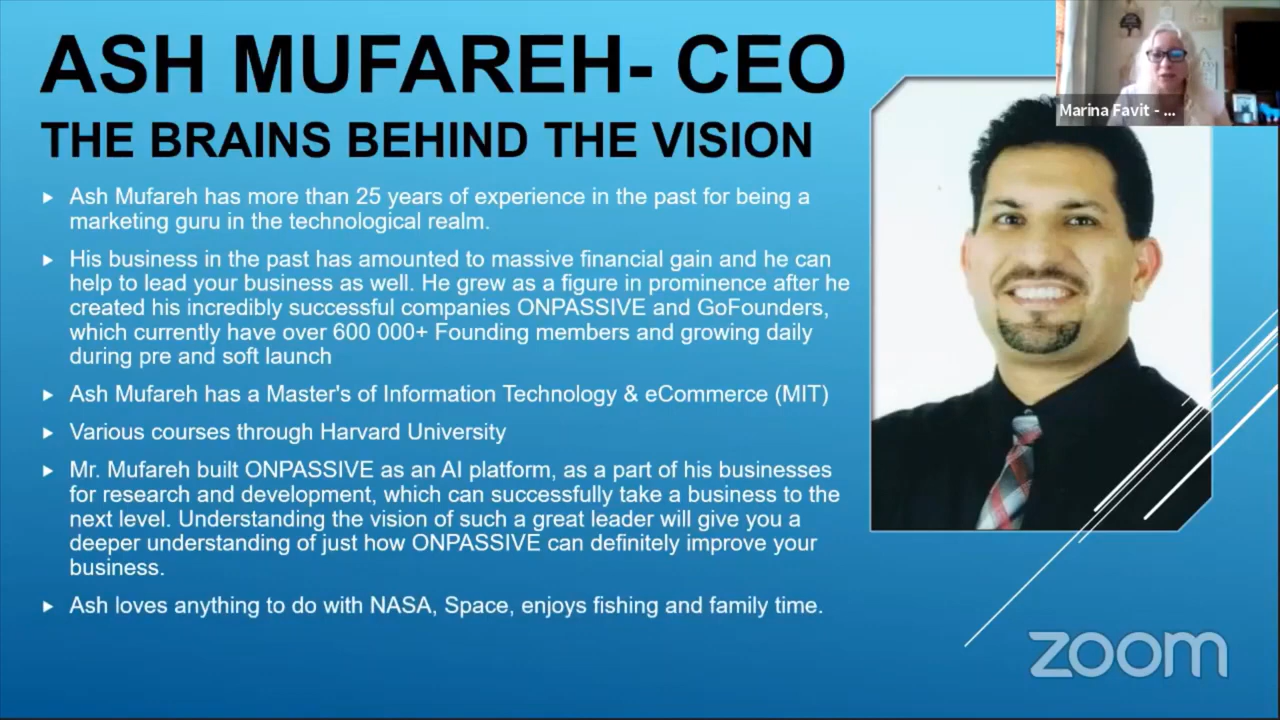 ASH MUFAREH- CEO
THE BRAINS BEHIND THE VISION
Marina Favit - ...
Ash Mufareh has more than 25 years of experience in the past for being a
marketing guru in the technological realm.
His business in the past has amounted to massive financial gain and he can
help to lead your business as well. He grew as a figure in prominence after he
created his incredibly successful companies ONPASSIVE and GoFounders,
which currently have over 600 000+ Founding members and growing daily
during pre and soft launch
Ash Mufareh has a Master's of Information Technology & eCommerce (MIT)
Various courses through Harvard University
Mr. Mufareh built ONPASSIVE as an AI platform, as a part of his businesses
for research and development, which can successfully take a business to the
next level. Understanding the vision of such a great leader will give you a
deeper understanding of just how ONPASSIVE can definitely improve your
business.
Ash loves anything to do with NASA, Space, enjoys fishing and family time.
zoom